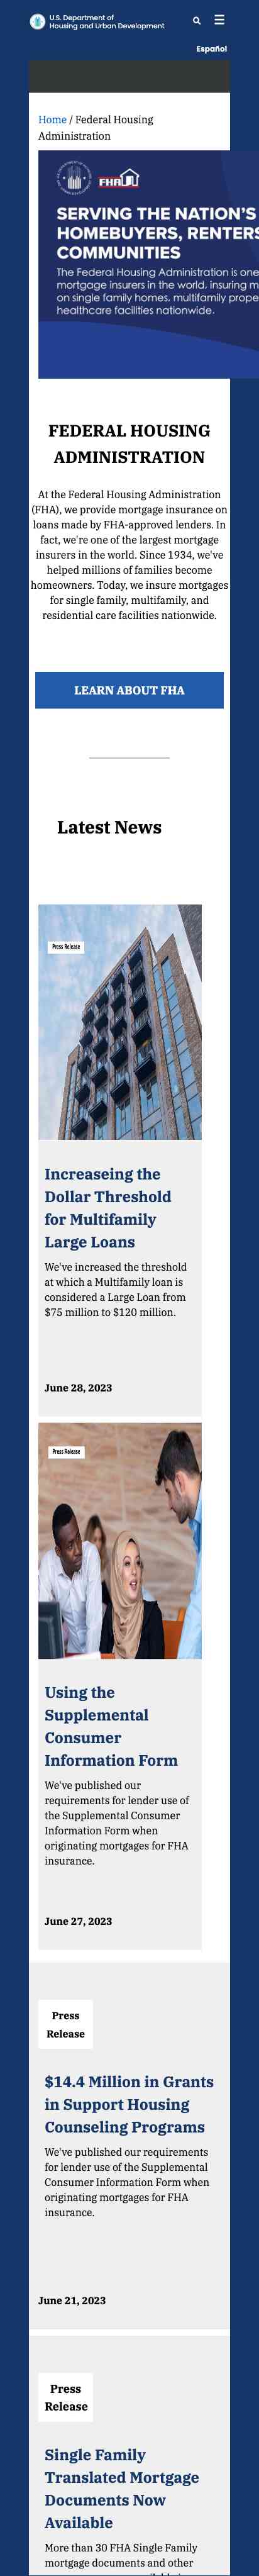 U.S. Department of
Housing and Urban Development
Español
Home / Federal Housing
Administration
FHA
SERVING THE NATION'S
HOMEBUYERS, RENTERS
COMMUNITIES
The Federal Housing Administration is one
mortgage insurers in the world, insuring m
on single family homes, multifamily prope
healthcare facilities nationwide.
FEDERAL HOUSING
ADMINISTRATION
At the Federal Housing Administration
(FHA), we provide mortgage insurance on
loans made by FHA-approved lenders. In
fact, we're one of the largest mortgage
insurers in the world. Since 1934, we've
helped millions of families become
homeowners. Today, we insure mortgages
for single family, multifamily, and
residential care facilities nationwide.
LEARN ABOUT FHA
Latest News
Press Release
Increaseing the
Dollar Threshold
for Multifamily
Large Loans
We've increased the threshold
at which a Multifamily loan is
considered a Large Loan from
$75 million to $120 million.
June 28, 2023
Press Release
Using the
Supplemental
Consumer
Information Form
We've published our
requirements for lender use of
the Supplemental Consumer
Information Form when
originating mortgages for FHA
insurance.
June 27, 2023
Press
Release
$14.4 Million in Grants
in Support Housing
Counseling Programs
We've published our requirements
for lender use of the Supplemental
Consumer Information Form when
originating mortgages for FHA
insurance.
June 21, 2023
Press
Release
Single Family
Translated Mortgage
Documents Now
Available
More than 30 FHA Single Family
mortgage documents and other